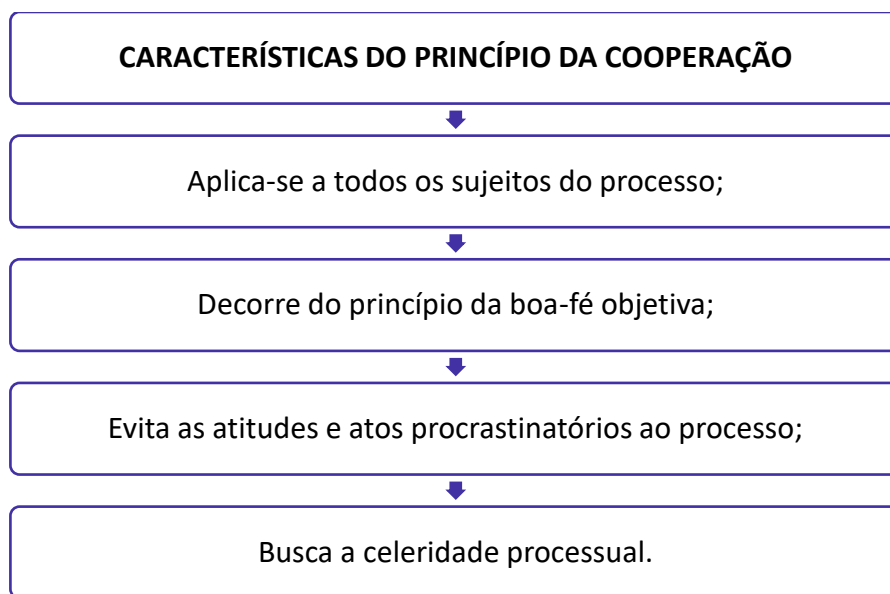 CARACTERÍSTICAS DO PRINCÍPIO DA COOPERAÇÃO
Aplica-se a todos os sujeitos do processo;
Decorre do princípio da boa-fé objetiva;
Evita as atitudes e atos procrastinatórios ao processo;
Busca a celeridade processual.